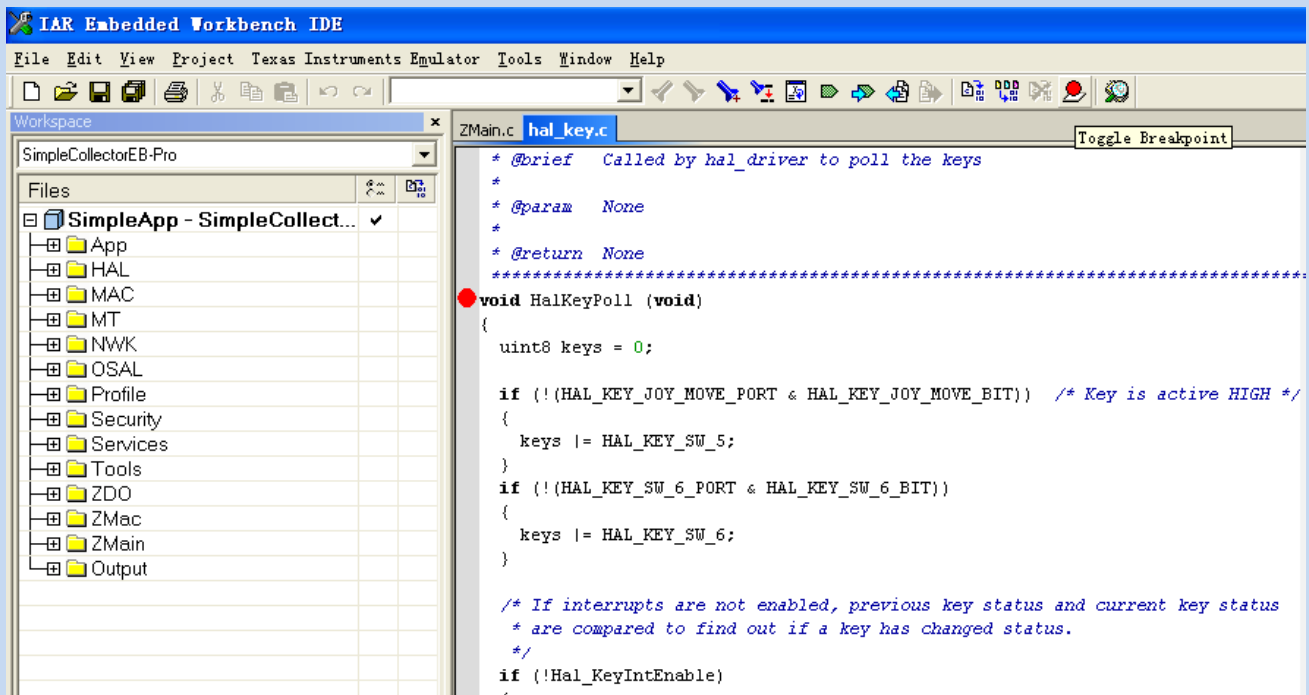 IAR Embedded Workbench IDE
File Edit View Project Texas Instruments Emulator Tools Window Help
Workspace
SimpleCollectorEB-Pro
Files
SimpleApp - SimpleCollect...
App
HAL
MAC
MT
NWK
OSAL
Profile
Security
Services
Tools
ZDO
ZMac
ZMain
Output
ZMain.c hal_key.c
Toggle Breakpoint
* @brief   Called by hal_driver to poll the keys
*
* @param   None
*
* @return  None
********************************************************************************
void HalKeyPoll (void)
{
  uint8 keys = 0;
  if (!(HAL_KEY_JOY_MOVE_PORT & HAL_KEY_JOY_MOVE_BIT))  /* Key is active HIGH */
  {
    keys |= HAL_KEY_SW_5;
  }
  if (!(HAL_KEY_SW_6_PORT & HAL_KEY_SW_6_BIT))
  {
    keys |= HAL_KEY_SW_6;
  }
  /* If interrupts are not enabled, previous key status and current key status
   * are compared to find out if a key has changed status.
   */
  if (!Hal_KeyIntEnable)